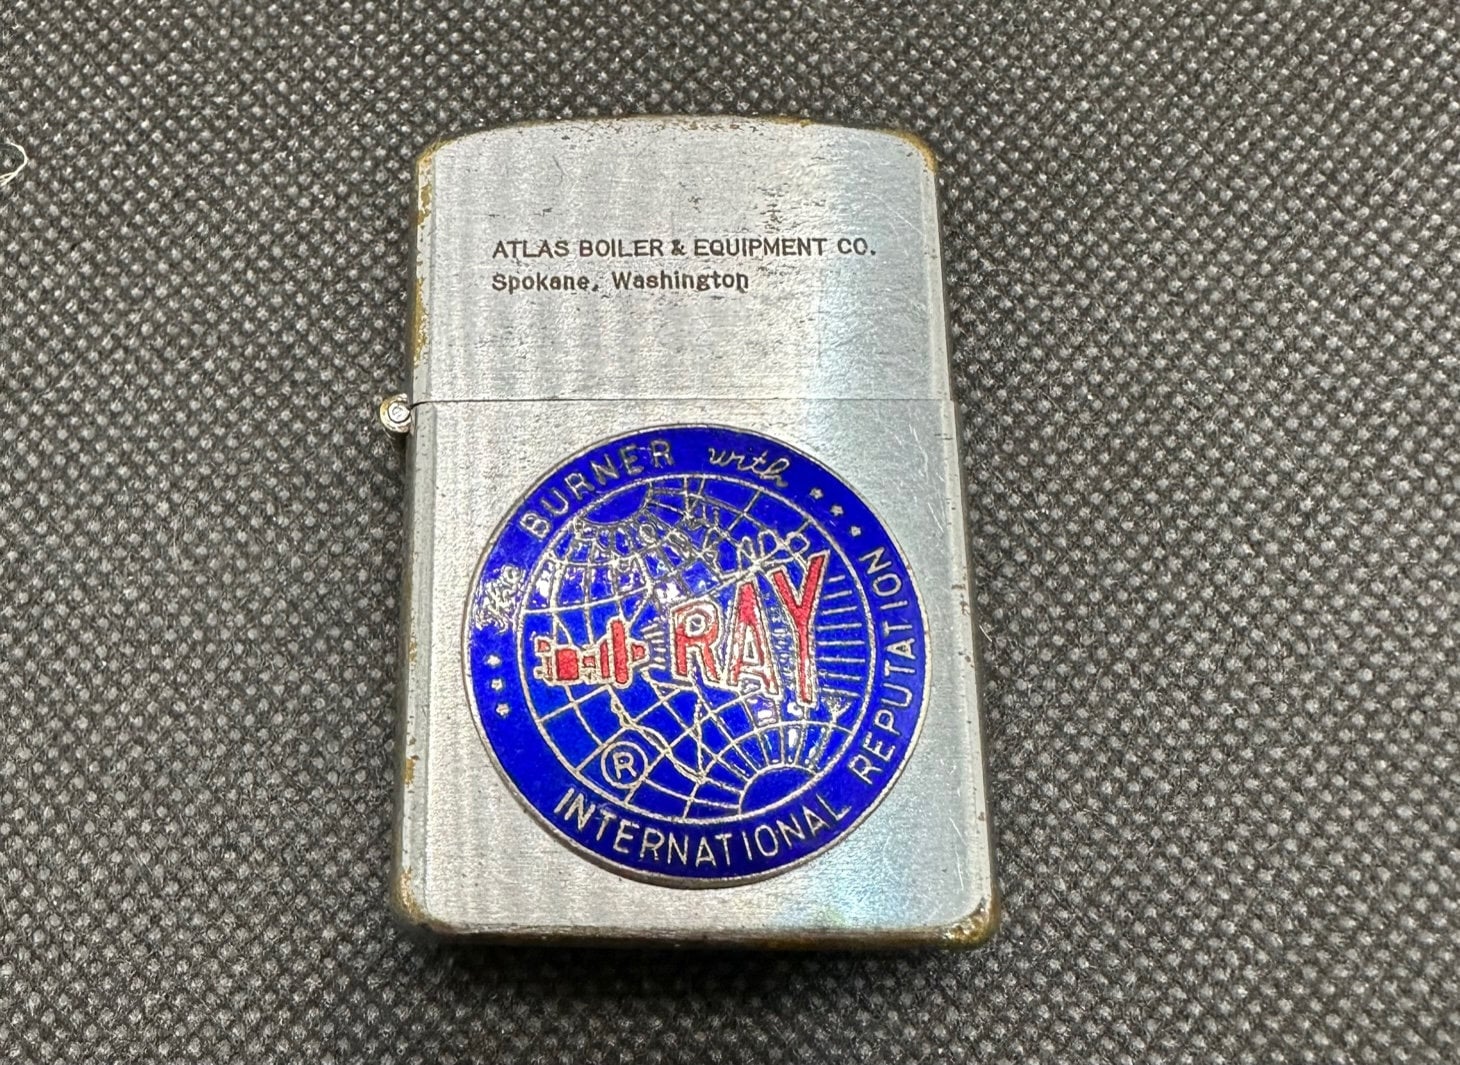 ATLAS BOILER & EQUIPMENT CO.
Spokane, Washington
The BURNER with
INTERNATIONAL REPUTATION
RAY
®